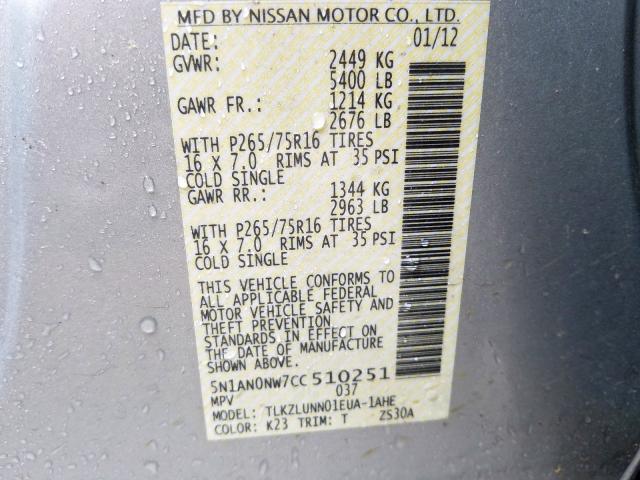 MFD BY NISSAN MOTOR CO., LTD.
DATE: 01/12
GVWR: 2449 KG
5400 LB
GAWR FR.: 1214 KG
2676 LB
WITH P265/75R16 TIRES
16 X 7.0 RIMS AT 35 PSI
COLD SINGLE
GAWR RR.: 1344 KG
2963 LB
WITH P265/75R16 TIRES
16 X 7.0 RIMS AT 35 PSI
COLD SINGLE
THIS VEHICLE CONFORMS TO
ALL APPLICABLE FEDERAL
MOTOR VEHICLE SAFETY AND
THEFT PREVENTION
STANDARDS IN EFFECT ON
THE DATE OF MANUFACTURE
SHOWN ABOVE.
5N1AN0NW7CC510251
MPV 037
MODEL: TLKZLUNN01EUA-1AHE
COLOR: K23 TRIM: T ZS30A